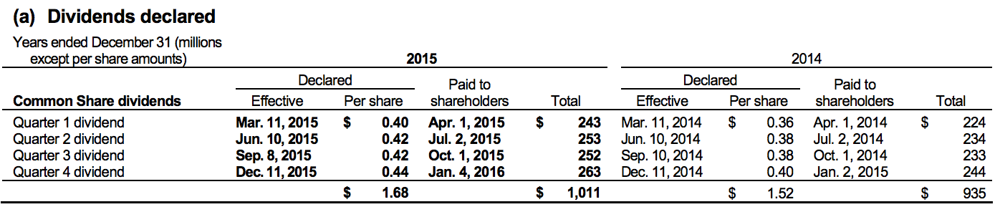 (a) Dividends declared
Years ended December 31 (millions
except per share amounts) 2015 2014
Declared Paid to Declared Paid to
Common Share dividends Effective Per share shareholders Total Effective Per share shareholders Total
Quarter 1 dividend Mar. 11, 2015 $ 0.40 Apr. 1, 2015 $ 243 Mar. 11, 2014 $ 0.36 Apr. 1, 2014 $ 224
Quarter 2 dividend Jun. 10, 2015 0.42 Jul. 2, 2015 253 Jun. 10, 2014 0.38 Jul. 2, 2014 234
Quarter 3 dividend Sep. 8, 2015 0.42 Oct. 1, 2015 252 Sep. 10, 2014 0.38 Oct. 1, 2014 233
Quarter 4 dividend Dec. 11, 2015 0.44 Jan. 4, 2016 263 Dec. 11, 2014 0.40 Jan. 2, 2015 244
$ 1.68 $ 1,011 $ 1.52 $ 935